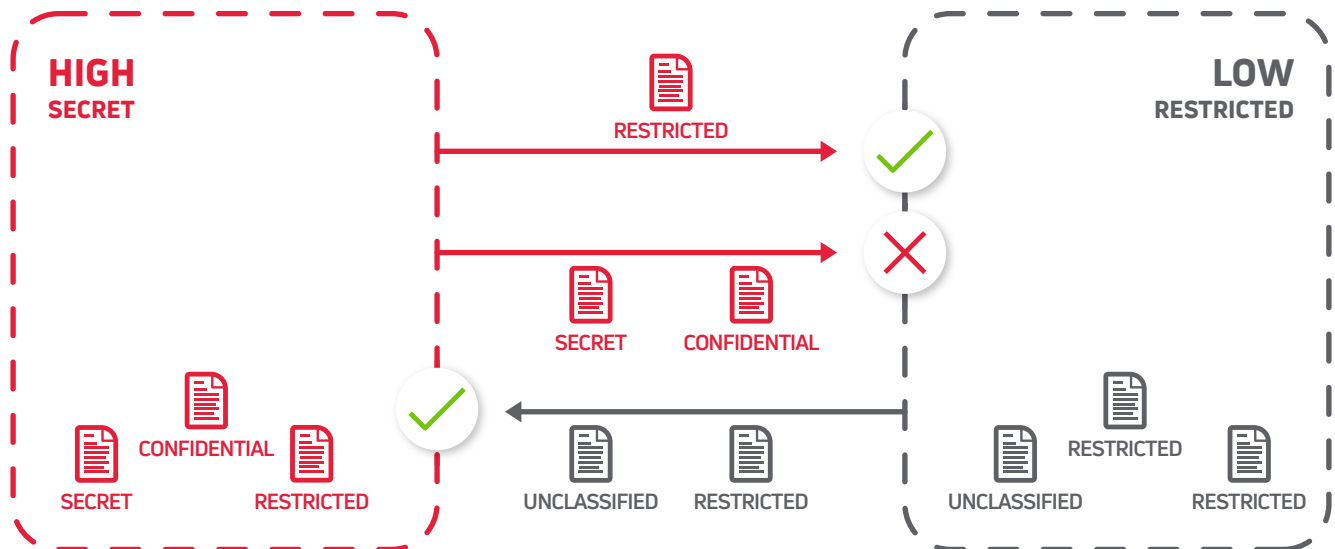 HIGH
SECRET
LOW
RESTRICTED
RESTRICTED
SECRET
CONFIDENTIAL
CONFIDENTIAL
SECRET
RESTRICTED
UNCLASSIFIED
RESTRICTED
RESTRICTED
UNCLASSIFIED
RESTRICTED